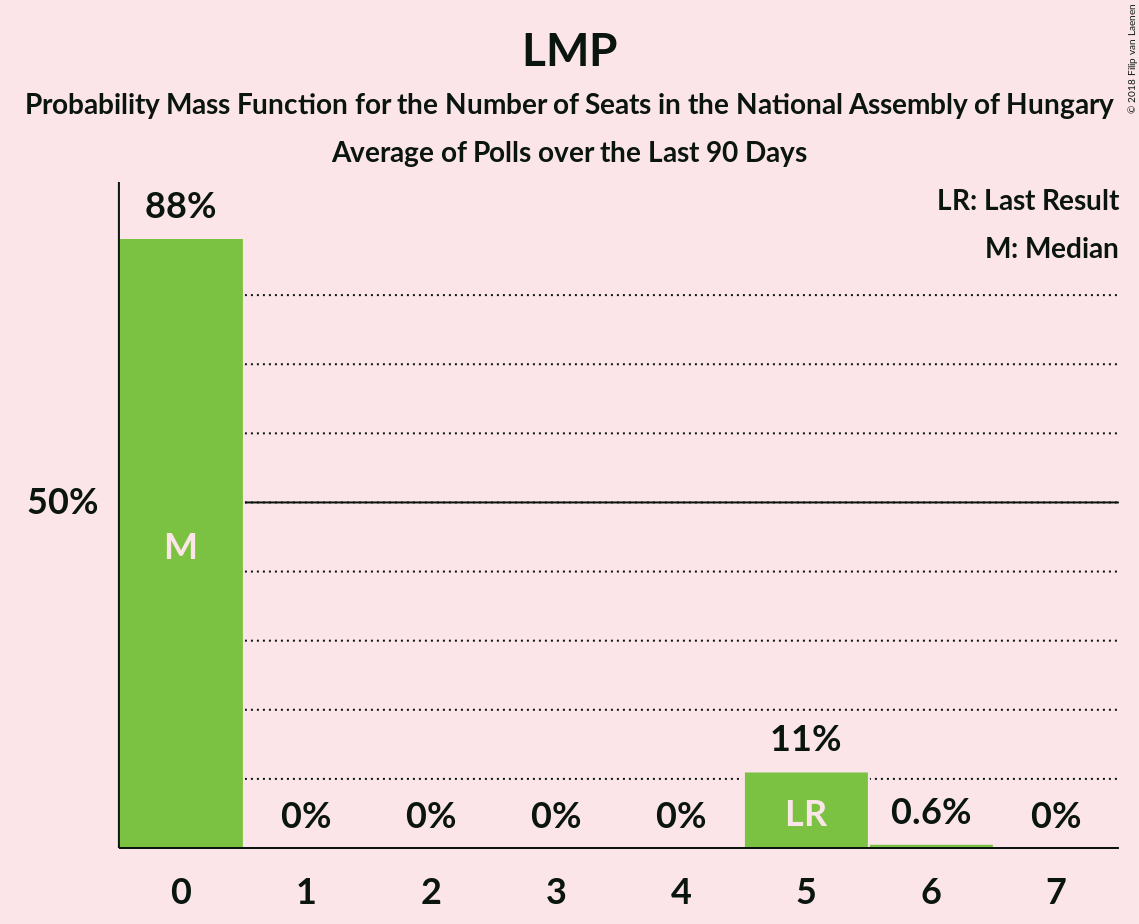 LMP
Probability Mass Function for the Number of Seats in the National Assembly of Hungary
Average of Polls over the Last 90 Days
© 2018 Filip van Laenen
LR: Last Result
M: Median
88%
50%
M
11%
LR
0% 0% 0% 0% 0.6% 0%
0 1 2 3 4 5 6 7